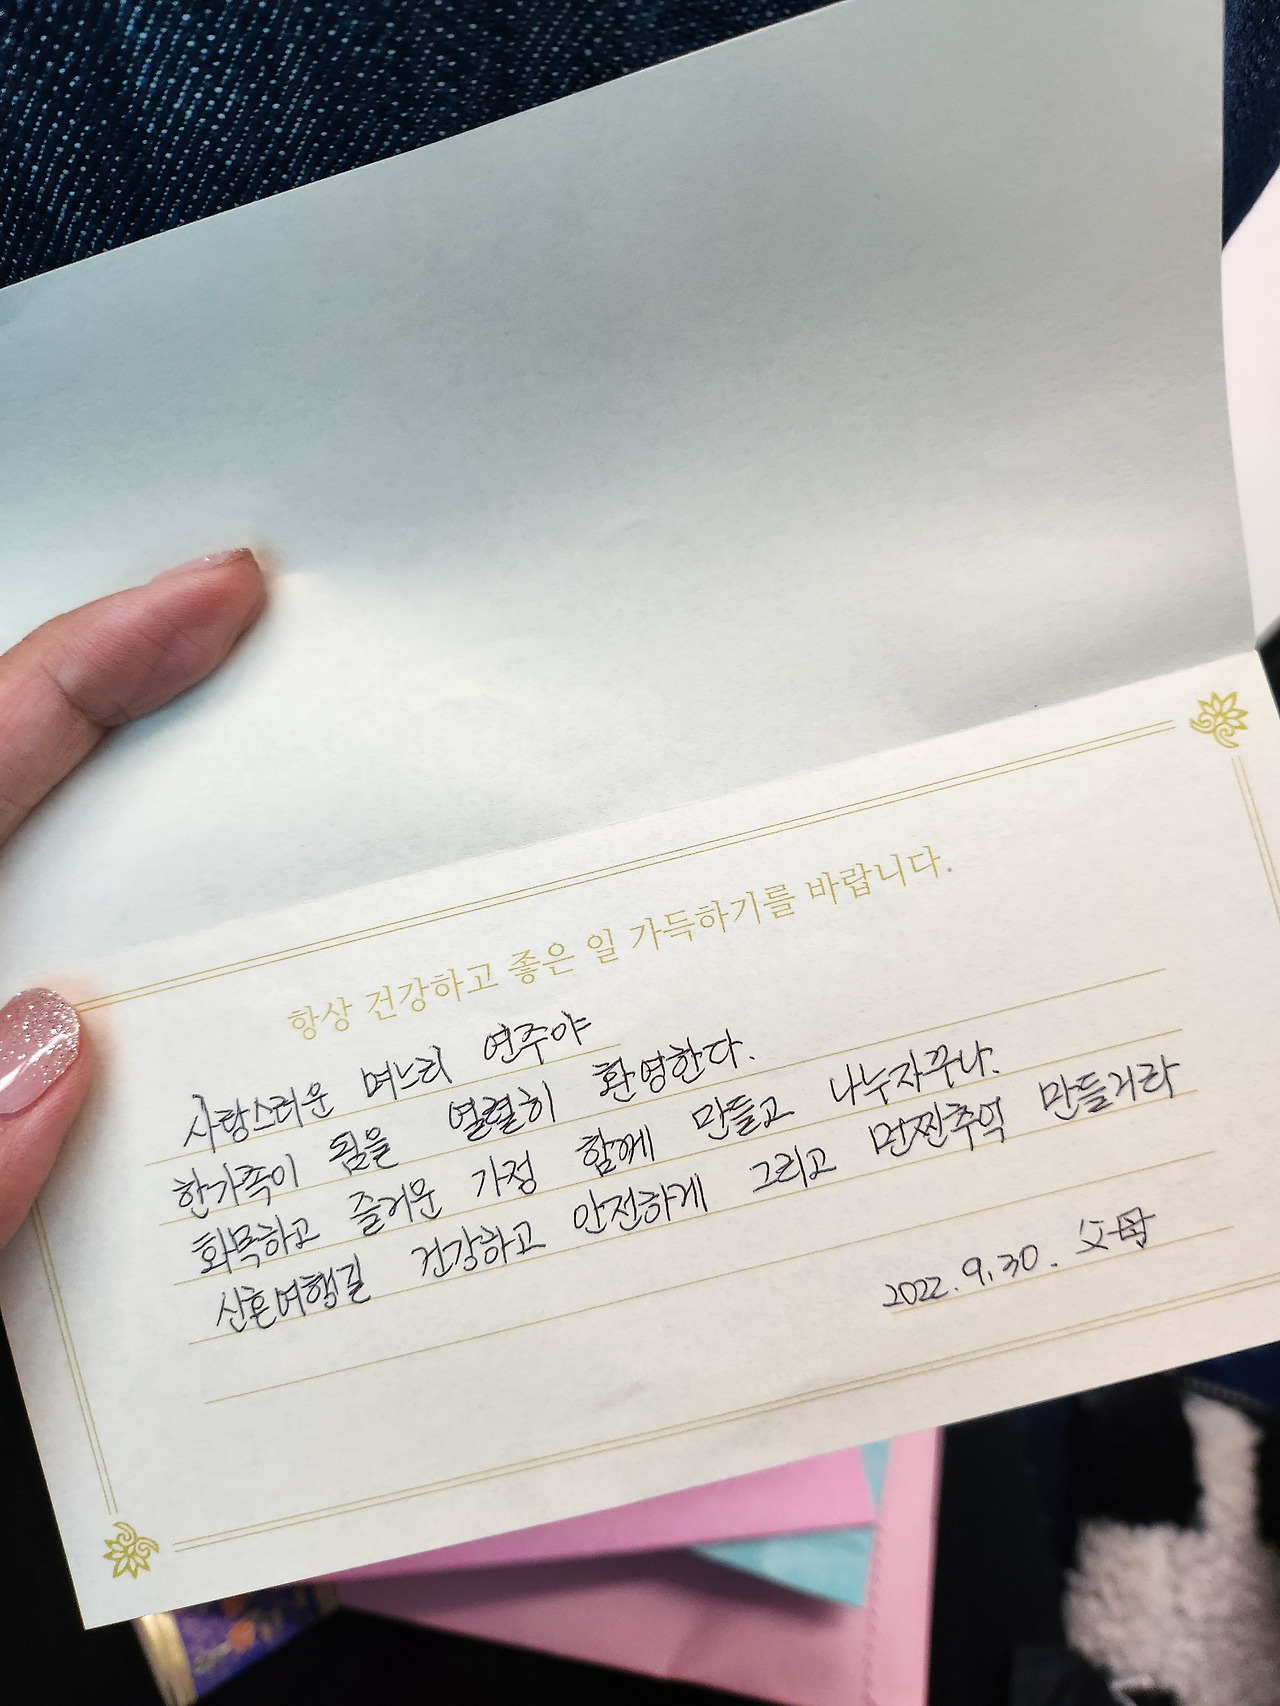 항상 건강하고 좋은 일 가득하기를 바랍니다.
사랑스러운 며느리 연주야
한가족이 됨을 열렬히 환영한다.
화목하고 즐거운 가정 함께 만들고 나누자꾸나.
신혼여행길 건강하고 안전하게 그리고 멋찐추억 만들거라
2022.9.30. 父母